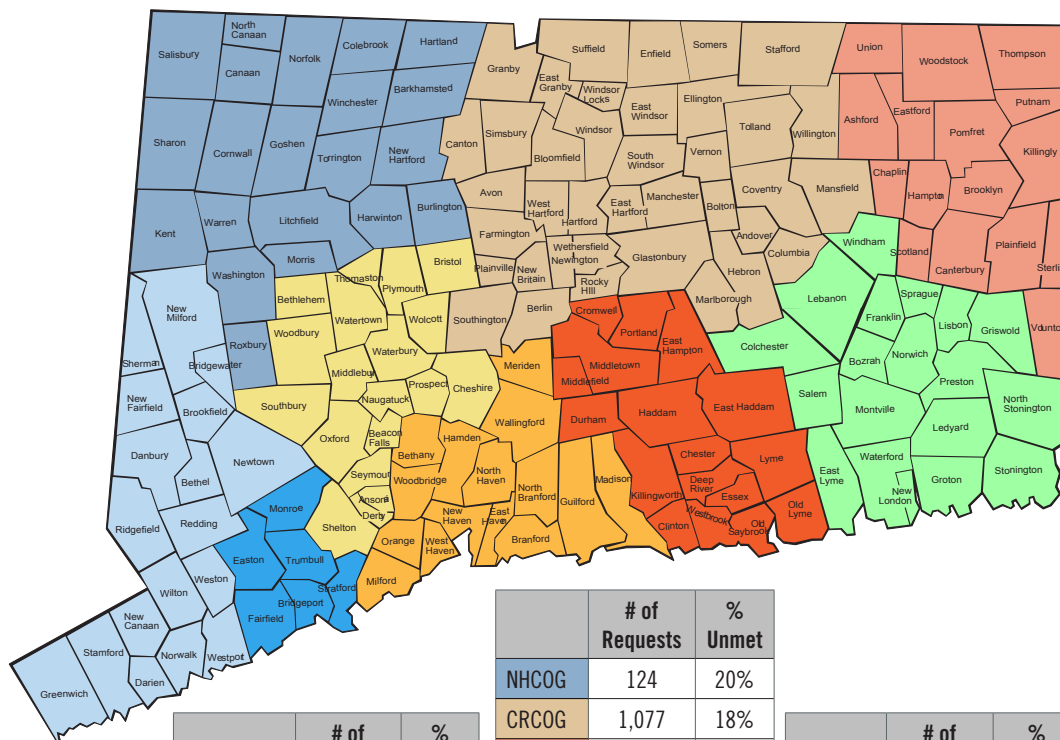 North
Canaan
Colebrook
Hartland
Salisbury
Norfolk
Canaan
Suffield
Enfield
Somers
Stafford
Union
Woodstock
Thompson
Granby
East
Granby
Windsor
Locks
Barkhamsted
Winchester
East
Windsor
Ellington
Ashford
Eastford
Putnam
Sharon
Cornwall
Goshen
Torrington
New
Hartford
Canton
Simsbury
Bloomfield
Windsor
South
Windsor
Vernon
Tolland
Willington
Pomfret
Killingly
Kent
Warren
Litchfield
Harwinton
Burlington
Avon
West
Hartford
Hartford
East
Hartford
Manchester
Bolton
Coventry
Mansfield
Chaplin
Hampton
Brooklyn
Farmington
Wethersfield
Newington
Andover
Columbia
Windham
Scotland
Canterbury
Plainfield
Sterlin
Washington
Morris
Plainville
New
Britain
Rocky
Hill
Glastonbury
Hebron
Marlborough
Bristol
Thomaston
Plymouth
Bethlehem
New
Milford
Watertown
Wolcott
Southington
Berlin
Cromwell
Portland
East
Hampton
Lebanon
Franklin
Sprague
Lisbon
Griswold
Vounton
Roxbury
Woodbury
Waterbury
Colchester
Bozrah
Norwich
Sherman
Bridgewater
Middlebury
Meriden
Middletown
Middlefield
Preston
New
Fairfield
Brookfield
Southbury
Naugatuck
Prospect
Cheshire
Wallingford
Durham
Haddam
East Haddam
Salem
Montville
Ledyard
North
Stonington
Danbury
Bethel
Newtown
Oxford
Beacon
Falls
Bethany
Hamden
Chester
Lyme
East
Lyme
Waterford
New
London
Groton
Stonington
Seymour
Woodbridge
North
Haven
North
Branford
Guilford
Madison
Killingworth
Deep
River
Essex
Old
Lyme
Ridgefield
Redding
Monroe
Shelton
Ansonia
Derby
New
Haven
East
Haven
Branford
Clinton
Westbrook
Old
Saybrook
Orange
West
Haven
Milford
Easton
Trumbull
Stratford
Bridgeport
Fairfield
Weston
Wilton
New
Canaan
Stamford
Norwalk
Westport
Darien
Greenwich
# of
Requests
%
Unmet
NHCOG 124 20%
CRCOG 1,077 18%
# of %
# of %